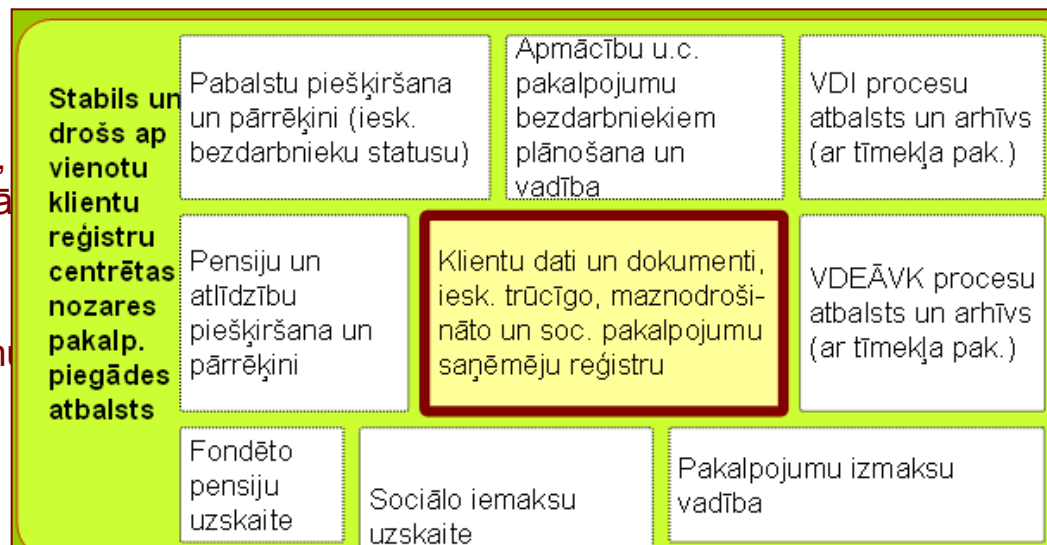 Stabils un
drošs ap
vienotu
klientu
reģistru
centrētas
nozares
pakalp.
piegādes
atbalsts
Pabalstu piešķiršana
un pārrēķini (iesk.
bezdarbnieku statusu)
Apmācību u.c.
pakalpojumu
bezdarbniekiem
plānošana un
vadība
VDI procesu
atbalsts un arhīvs
(ar tīmekļa pak.)
Pensiju un
atlīdzību
piešķiršana un
pārrēķini
Klientu dati un dokumenti,
iesk. trūcīgo, maznodroši-
nāto un soc. pakalpojumu
saņēmēju reģistru
VDEĀVK procesu
atbalsts un arhīvs
(ar tīmekļa pak.)
Fondēto
pensiju
uzskaite
Sociālo iemaksu
uzskaite
Pakalpojumu izmaksu
vadība